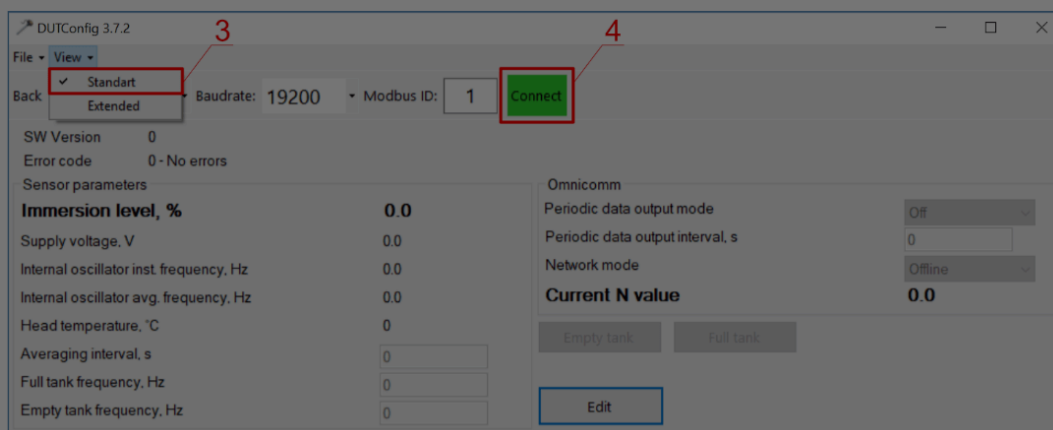 DUTConfig 3.7.2
3
4
File View
Standart
Extended
Back
Baudrate: 19200 Modbus ID: 1 Connect
SW Version 0
Error code 0 - No errors
Sensor parameters
Immersion level, % 0.0
Supply voltage, V 0.0
Internal oscillator inst. frequency, Hz 0.0
Internal oscillator avg. frequency, Hz 0.0
Head temperature, °C 0
Averaging interval, s 0
Full tank frequency, Hz 0
Empty tank frequency, Hz 0
Omnicomm
Periodic data output mode Off
Periodic data output interval, s 0
Network mode Offline
Current N value 0.0
Empty tank Full tank
Edit